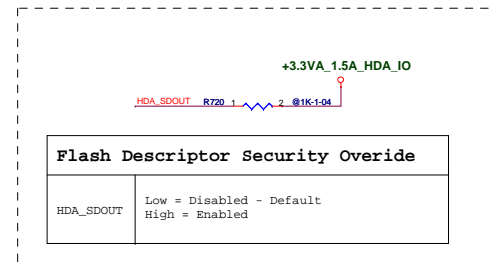 +3.3VA_1.5A_HDA_IO
HDA_SDOUT R720 1 2 @1K-1-04
Flash Descriptor Security Overide
HDA_SDOUT
Low = Disabled - Default
High = Enabled